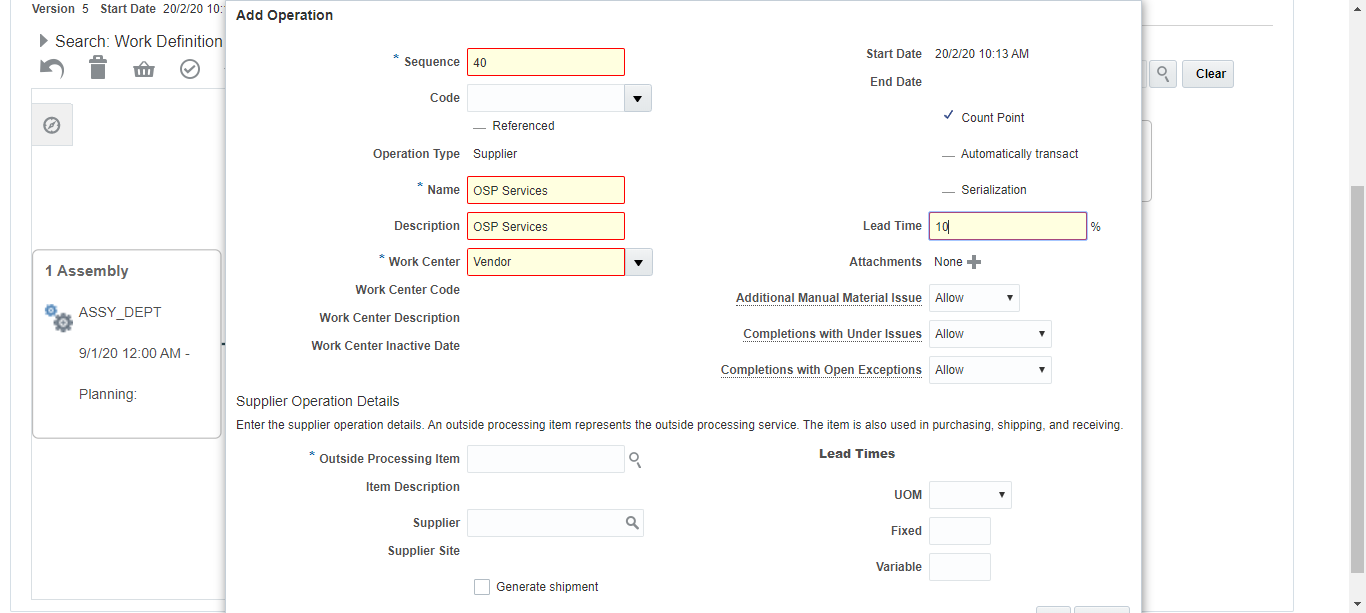 Version 5 Start Date 20/2/20 10:
Search: Work Definition
Clear
1 Assembly
ASSY_DEPT
9/1/20 12:00 AM -
Planning:
Add Operation
* Sequence 40
Code
Referenced
Operation Type Supplier
* Name OSP Services
Description OSP Services
* Work Center Vendor
Work Center Code
Work Center Description
Work Center Inactive Date
Start Date 20/2/20 10:13 AM
End Date
Count Point
Automatically transact
Serialization
Lead Time 10 %
Attachments None
Additional Manual Material Issue Allow
Completions with Under Issues Allow
Completions with Open Exceptions Allow
Supplier Operation Details
Enter the supplier operation details. An outside processing item represents the outside processing service. The item is also used in purchasing, shipping, and receiving.
* Outside Processing Item
Item Description
Supplier
Supplier Site
Generate shipment
Lead Times
UOM
Fixed
Variable